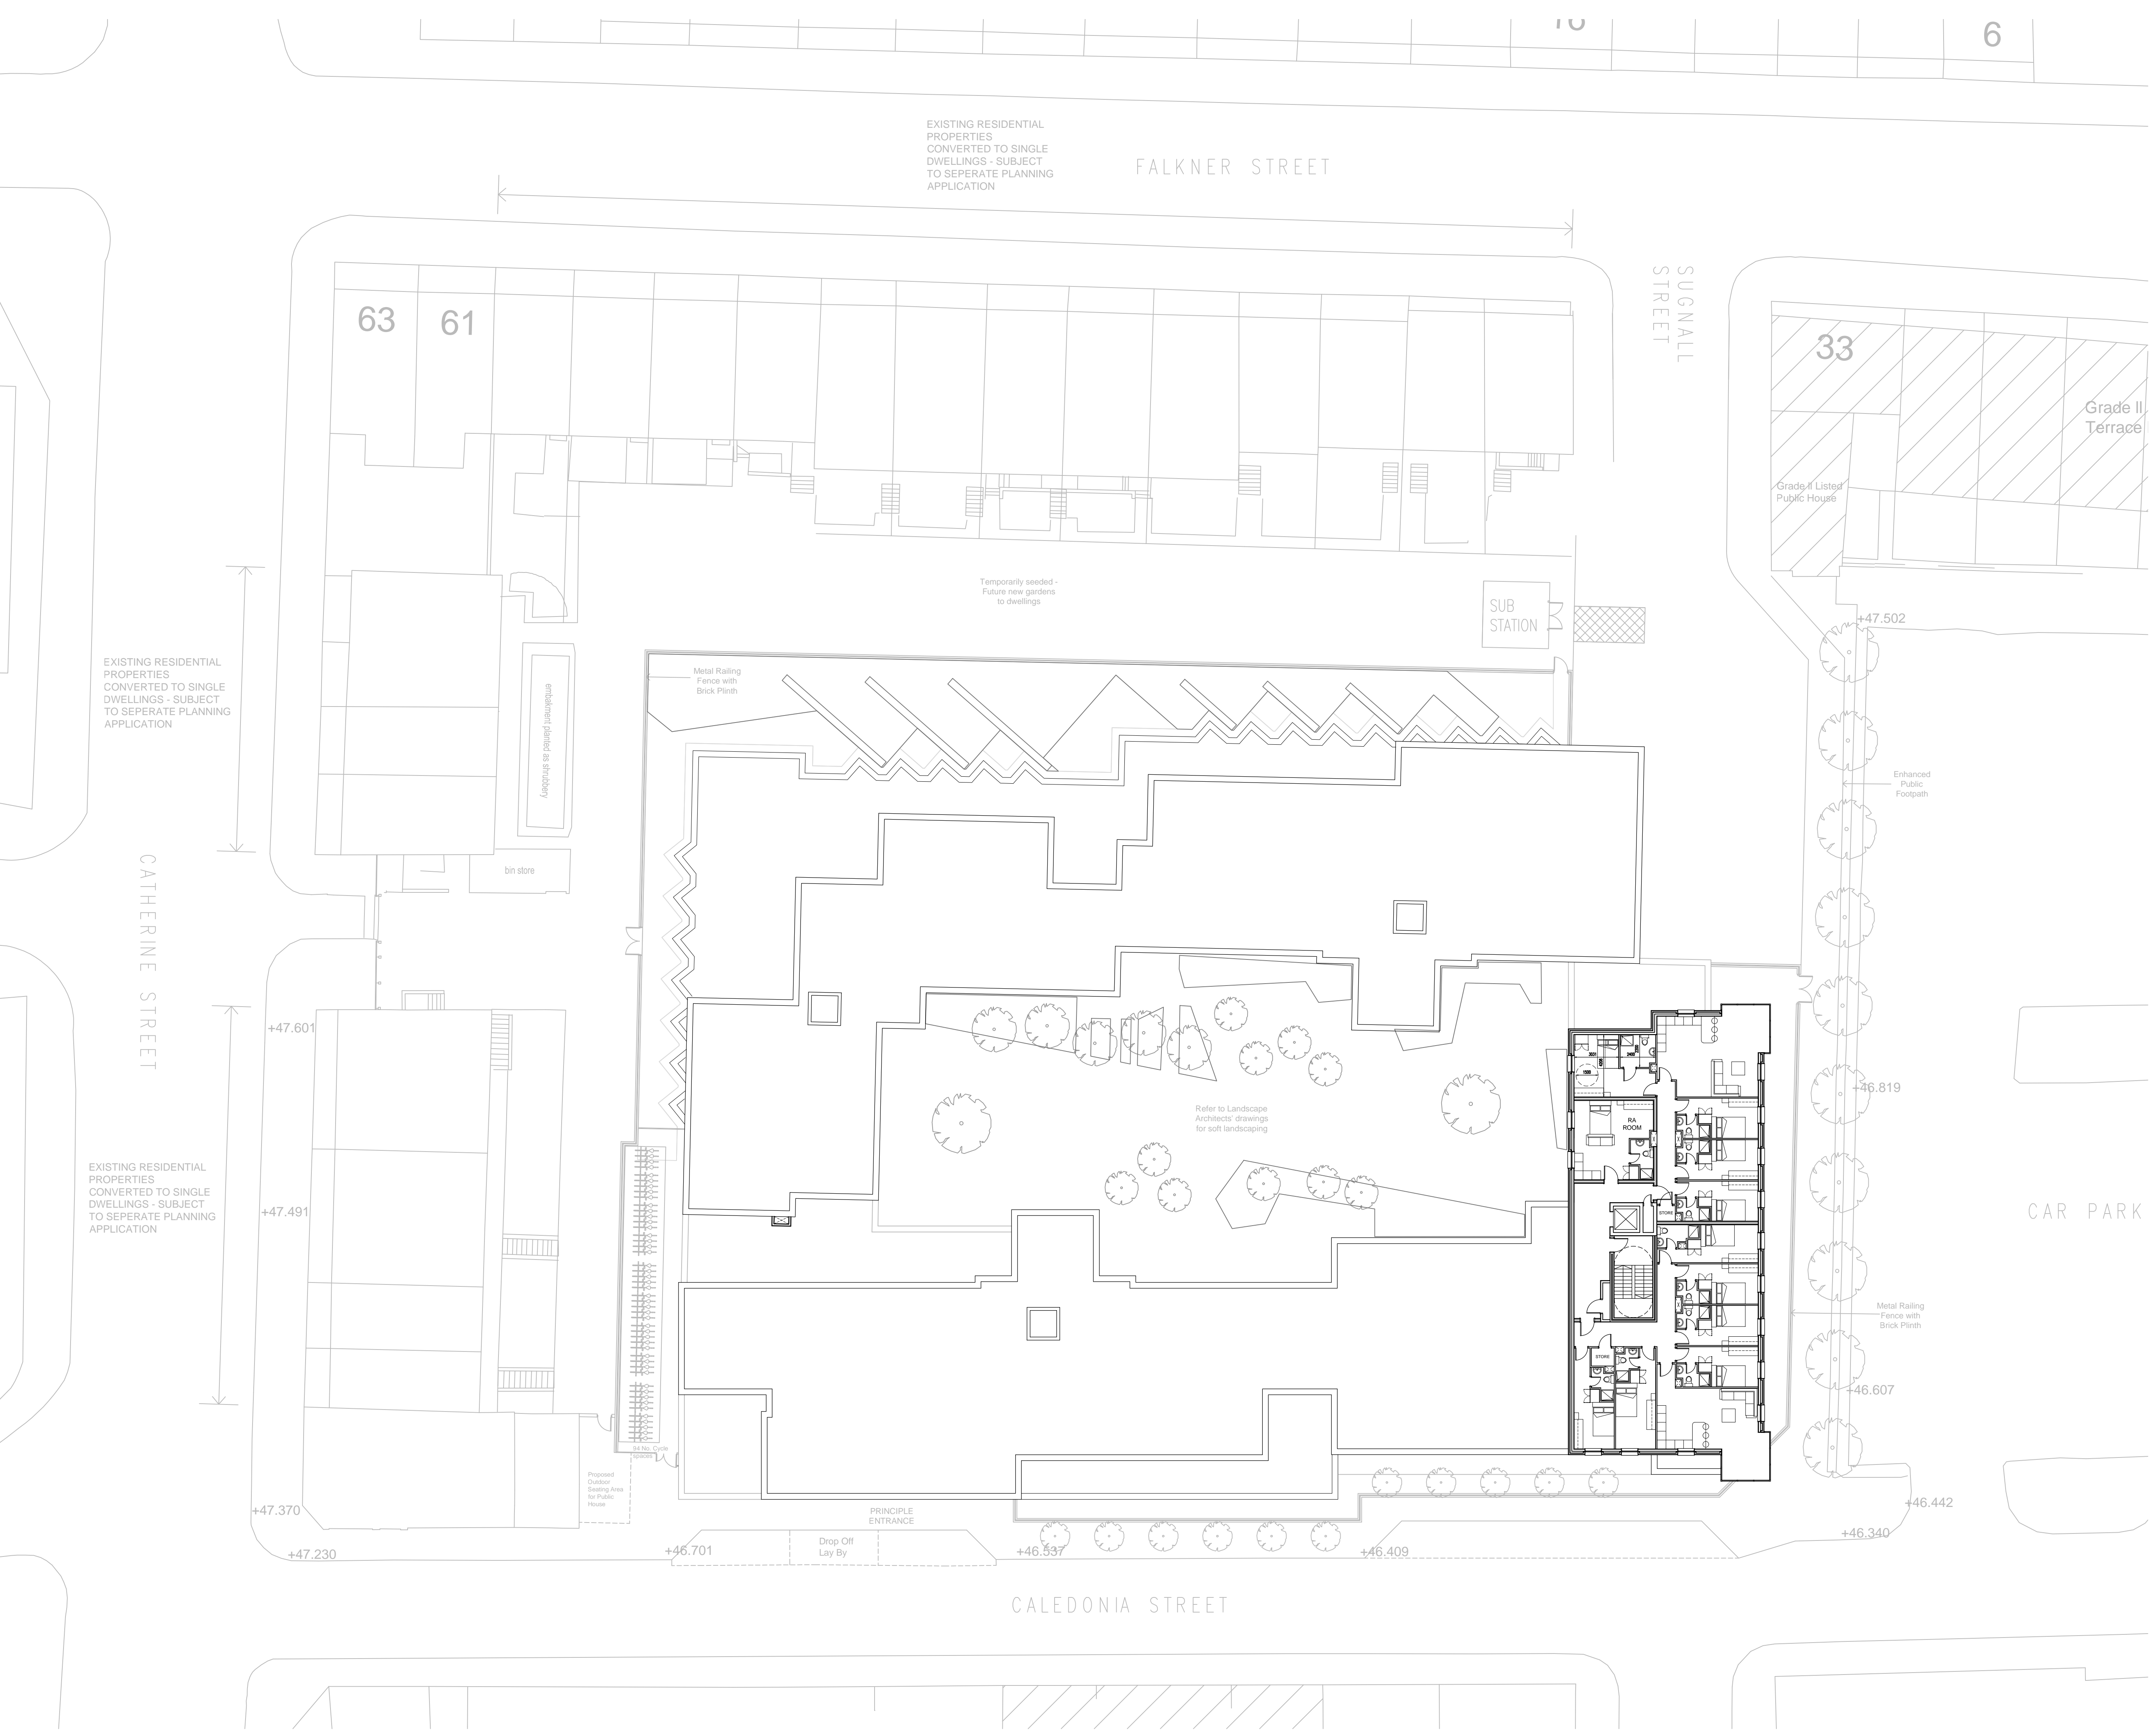 6
EXISTING RESIDENTIAL
PROPERTIES
CONVERTED TO SINGLE
DWELLINGS - SUBJECT
TO SEPERATE PLANNING
APPLICATION
FALKNER STREET
SUGNALL
STREET
63
61
33
Grade II
Terrace
Grade II Listed
Public House
Temporarily seeded -
Future new gardens
to dwellings
SUB
STATION
+47.502
EXISTING RESIDENTIAL
PROPERTIES
CONVERTED TO SINGLE
DWELLINGS - SUBJECT
TO SEPERATE PLANNING
APPLICATION
Metal Railing
Fence with
Brick Plinth
embakment planted as shrubbery
Enhanced
Public
Footpath
bin store
CATHERINE STREET
+47.601
+46.819
Refer to Landscape
Architects' drawings
for soft landscaping
RA
ROOM
EXISTING RESIDENTIAL
PROPERTIES
CONVERTED TO SINGLE
DWELLINGS - SUBJECT
TO SEPERATE PLANNING
APPLICATION
+47.491
STORE
CAR PARK
Metal Railing
Fence with
Brick Plinth
STORE
+46.607
94 No. Cycle
spaces
Proposed
Outdoor
Seating Area
for Public
House
+47.370
PRINCIPLE
ENTRANCE
+46.442
+46.340
Drop Off
Lay By
+47.230
+46.701
+46.537
+46.409
CALEDONIA STREET